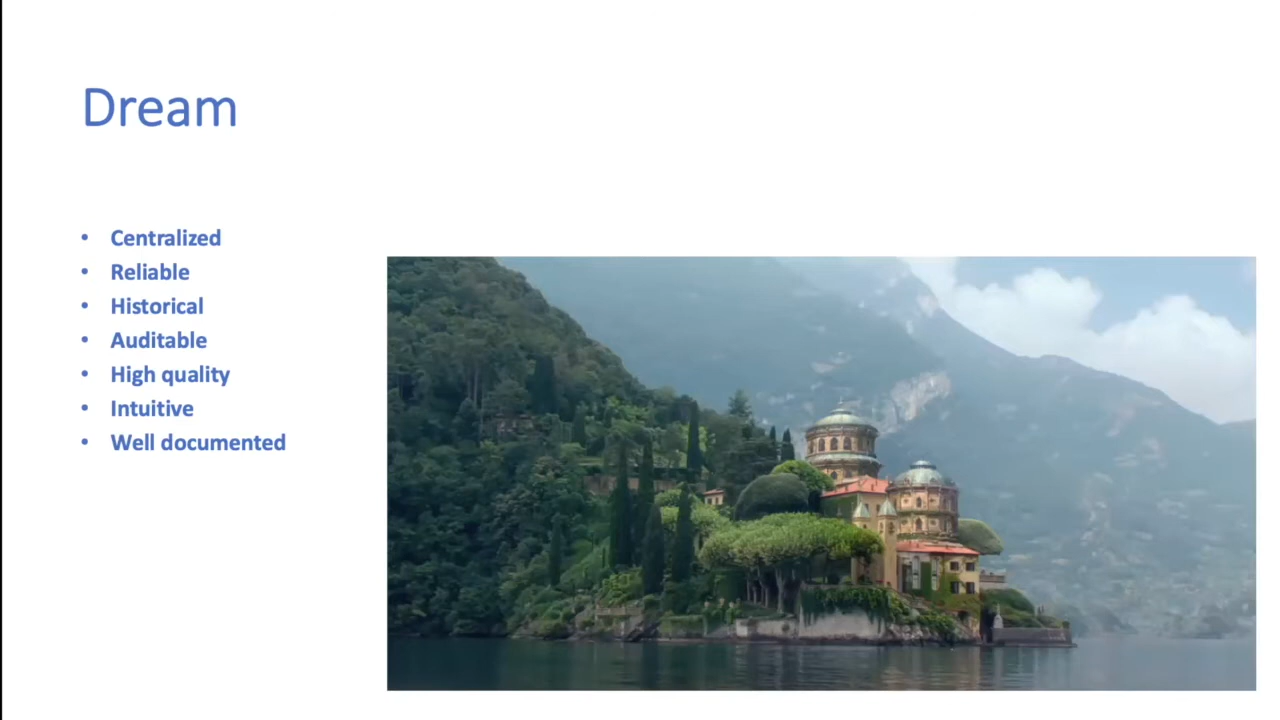 Dream
• Centralized
• Reliable
• Historical
• Auditable
• High quality
• Intuitive
• Well documented